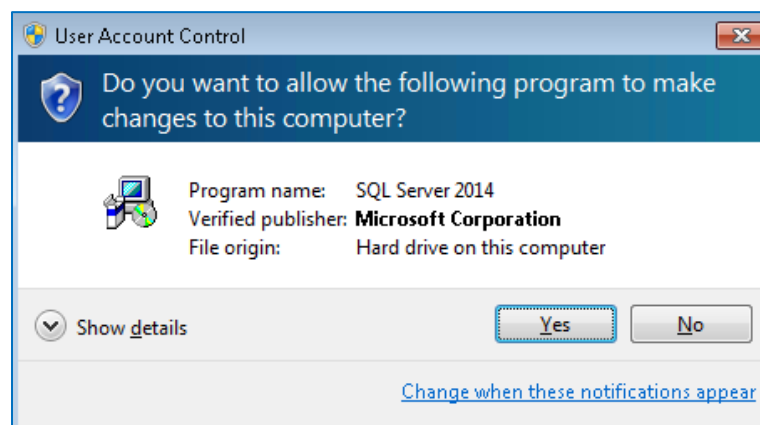 User Account Control
Do you want to allow the following program to make
changes to this computer?
Program name: SQL Server 2014
Verified publisher: Microsoft Corporation
File origin: Hard drive on this computer
Show details
Yes
No
Change when these notifications appear